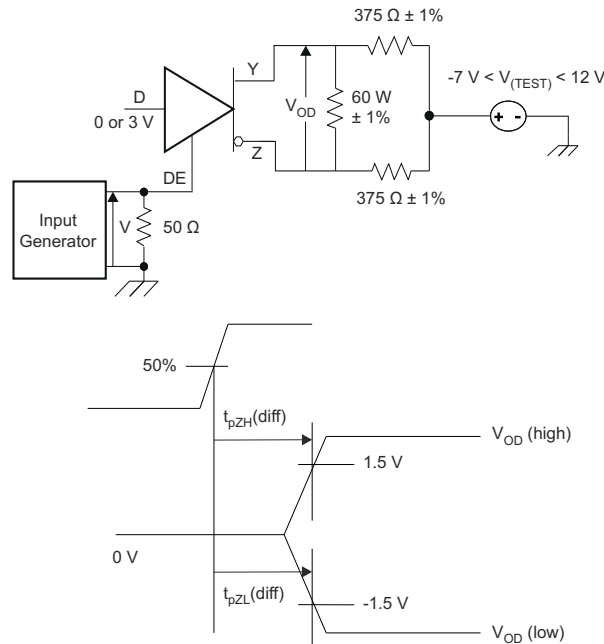 375 Ω ± 1%
Y
-7 V < V(TEST) < 12 V
D
VOD
60 W
± 1%
+ -
0 or 3 V
Z
DE
375 Ω ± 1%
Input
Generator
V
50 Ω
50%
tpZH(diff)
VOD (high)
1.5 V
0 V
tpZL(diff)
-1.5 V
VOD (low)